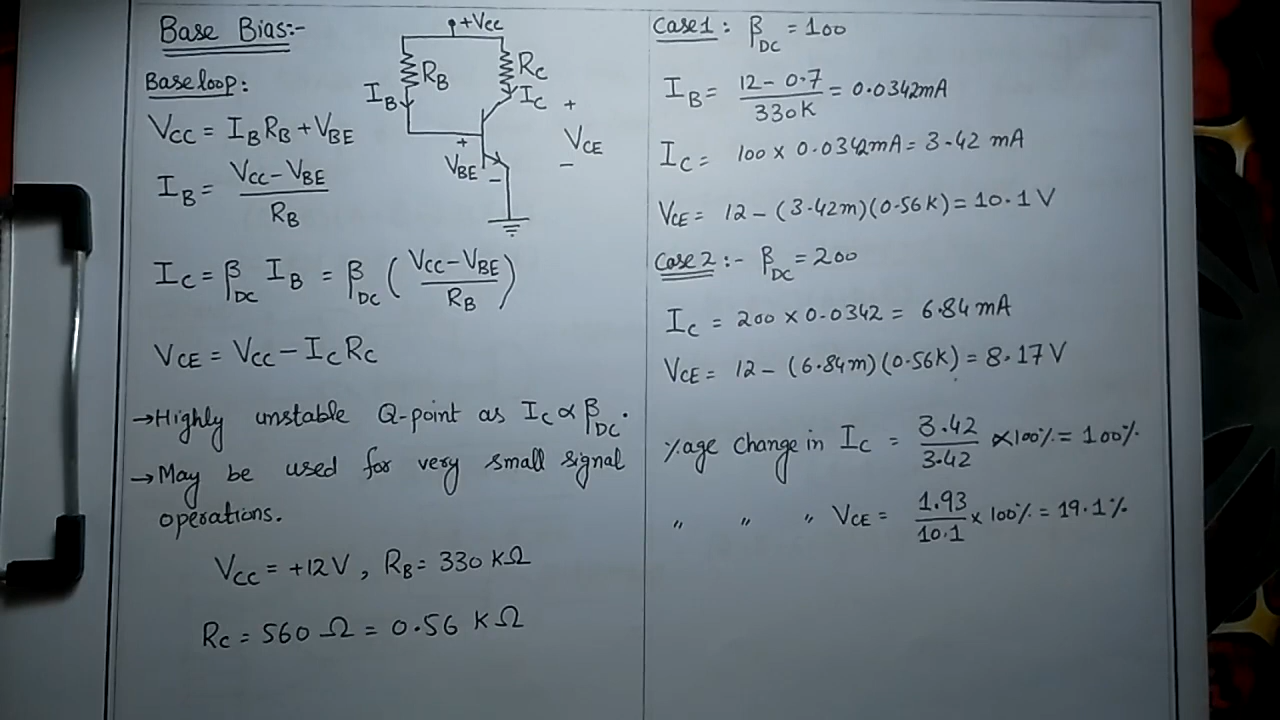 Base Bias:-
+Vcc
RB
RC
IB
IC
+
VCE
-
+
VBE
-
Base loop:
VCC = IB RB + VBE
IB = VCC - VBE / RB
IC = βDC IB = βDC (VCC - VBE / RB)
VCE = VCC - IC RC
→ Highly unstable Q-point as IC ∝ βDC.
→ May be used for very small signal
operations.
VCC = +12V, RB = 330 KΩ
RC = 560 Ω = 0.56 KΩ
Case1: βDC = 100
IB = 12 - 0.7 / 330K = 0.0342mA
IC = 100 x 0.0342mA = 3.42 mA
VCE = 12 - (3.42m)(0.56K) = 10.1 V
Case 2:- βDC = 200
IC = 200 x 0.0342 = 6.84 mA
VCE = 12 - (6.84m)(0.56K) = 8.17 V
%age change in IC = 3.42 / 3.42 x 100% = 100%
" " " VCE = 1.93 / 10.1 x 100% = 19.1%